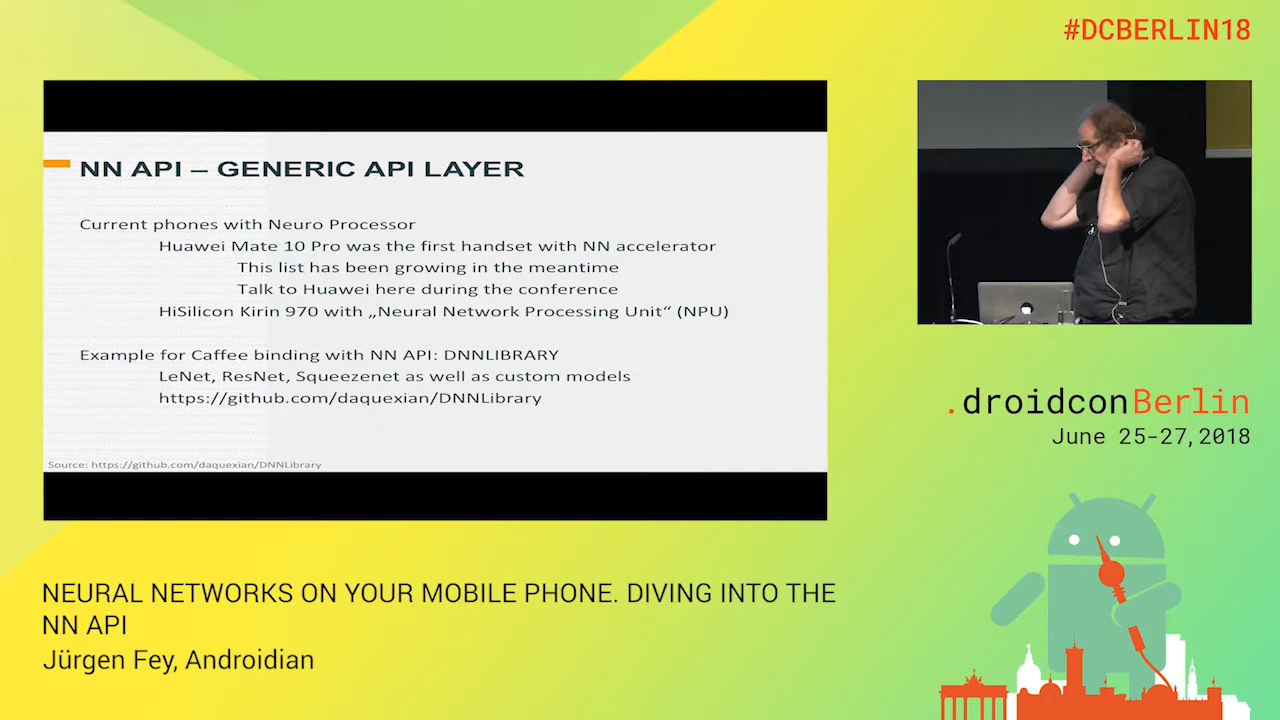 #DCBERLIN18
NN API – GENERIC API LAYER
Current phones with Neuro Processor
Huawei Mate 10 Pro was the first handset with NN accelerator
This list has been growing in the meantime
Talk to Huawei here during the conference
HiSilicon Kirin 970 with „Neural Network Processing Unit“ (NPU)
Example for Caffee binding with NN API: DNNLIBRARY
LeNet, ResNet, Squeezenet as well as custom models
https://github.com/daquexian/DNNLibrary
Source: https://github.com/daquexian/DNNLibrary
.droidconBerlin
June 25-27,2018
NEURAL NETWORKS ON YOUR MOBILE PHONE. DIVING INTO THE
NN API
Jürgen Fey, Androidian